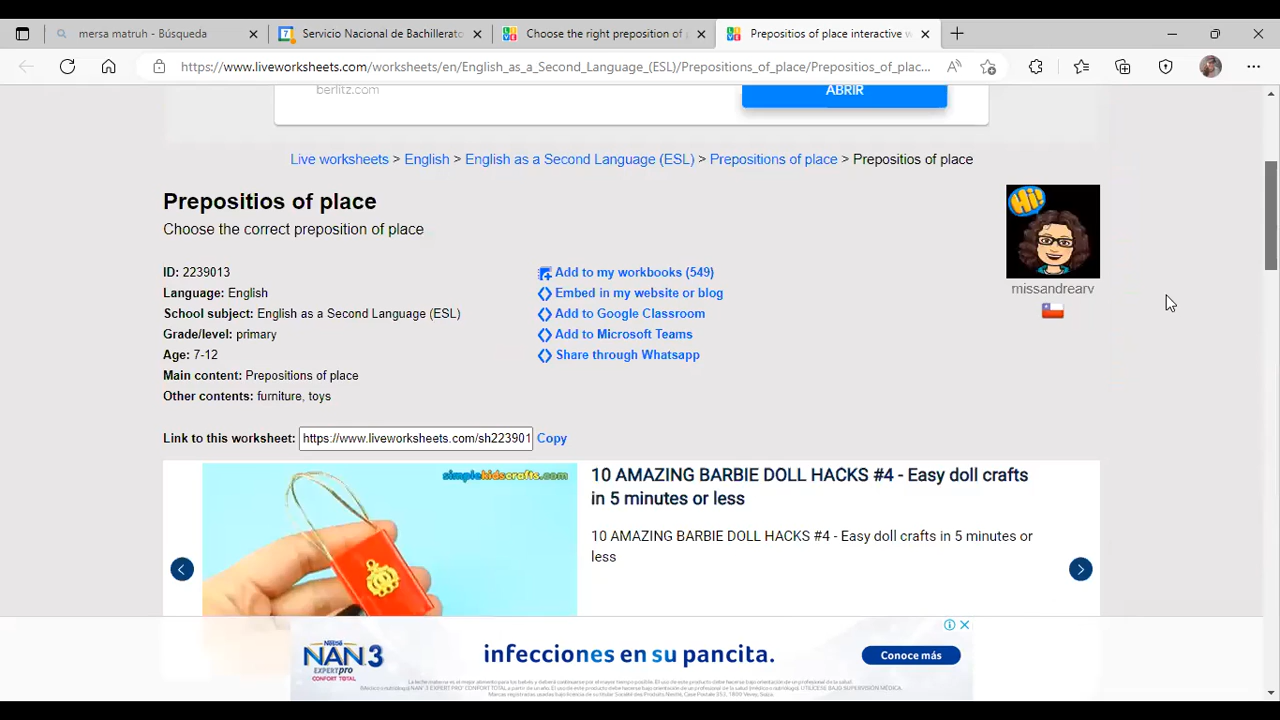 mersa matruh - Búsqueda
Servicio Nacional de Bachillerato
Choose the right preposition of
Prepositios of place interactive w
https://www.liveworksheets.com/worksheets/en/English_as_a_Second_Language_(ESL)/Prepositions_of_place/Prepositios_of_plac...
berlitz.com
ABRIR
Live worksheets > English > English as a Second Language (ESL) > Prepositions of place > Prepositios of place
Prepositios of place
Choose the correct preposition of place
Hi!
missandrearv
ID: 2239013
Language: English
School subject: English as a Second Language (ESL)
Grade/level: primary
Age: 7-12
Main content: Prepositions of place
Other contents: furniture, toys
Add to my workbooks (549)
Embed in my website or blog
Add to Google Classroom
Add to Microsoft Teams
Share through Whatsapp
Link to this worksheet: https://www.liveworksheets.com/sh223901 Copy
simplekidscrafts.com
10 AMAZING BARBIE DOLL HACKS #4 - Easy doll crafts
in 5 minutes or less
10 AMAZING BARBIE DOLL HACKS #4 - Easy doll crafts in 5 minutes or
less
Nestlé
NAN 3
EXPERTpro
CONFORT TOTAL
infecciones en su pancita.
Conoce más